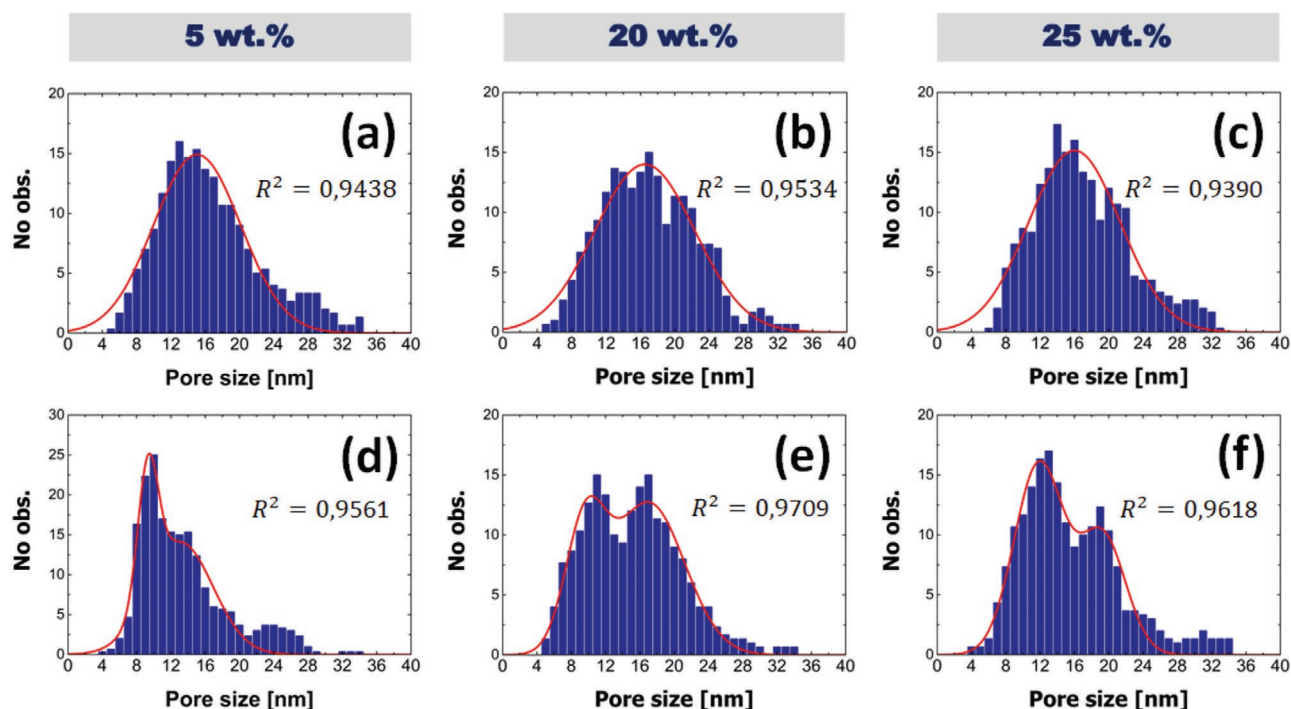 5 wt.%
20 wt.%
25 wt.%
20
15
10
5
0
No obs.
(a)
R² = 0,9438
0 4 8 12 16 20 24 28 32 36 40
Pore size [nm]
20
15
10
5
0
No obs.
(b)
R² = 0,9534
0 4 8 12 16 20 24 28 32 36 40
Pore size [nm]
20
15
10
5
0
No obs.
(c)
R² = 0,9390
0 4 8 12 16 20 24 28 32 36 40
Pore size [nm]
30
25
20
15
10
5
0
No obs.
(d)
R² = 0,9561
0 4 8 12 16 20 24 28 32 36 40
Pore size [nm]
20
15
10
5
0
No obs.
(e)
R² = 0,9709
0 4 8 12 16 20 24 28 32 36 40
Pore size [nm]
20
15
10
5
0
No obs.
(f)
R² = 0,9618
0 4 8 12 16 20 24 28 32 36 40
Pore size [nm]